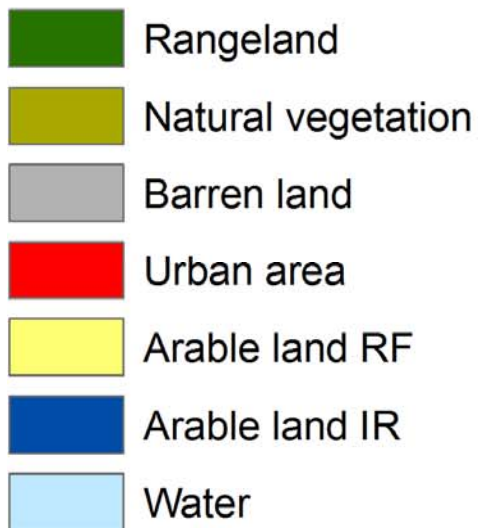 Rangeland
Natural vegetation
Barren land
Urban area
Arable land RF
Arable land IR
Water